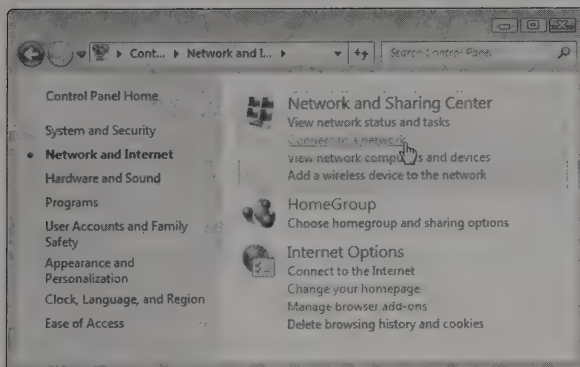 Cont... Network and I... Search Control Panel
Control Panel Home
System and Security
Network and Internet
Hardware and Sound
Programs
User Accounts and Family
Safety
Appearance and
Personalization
Clock, Language, and Region
Ease of Access
Network and Sharing Center
View network status and tasks
Connect to a network
View network computers and devices
Add a wireless device to the network
HomeGroup
Choose homegroup and sharing options
Internet Options
Connect to the Internet
Change your homepage
Manage browser add-ons
Delete browsing history and cookies